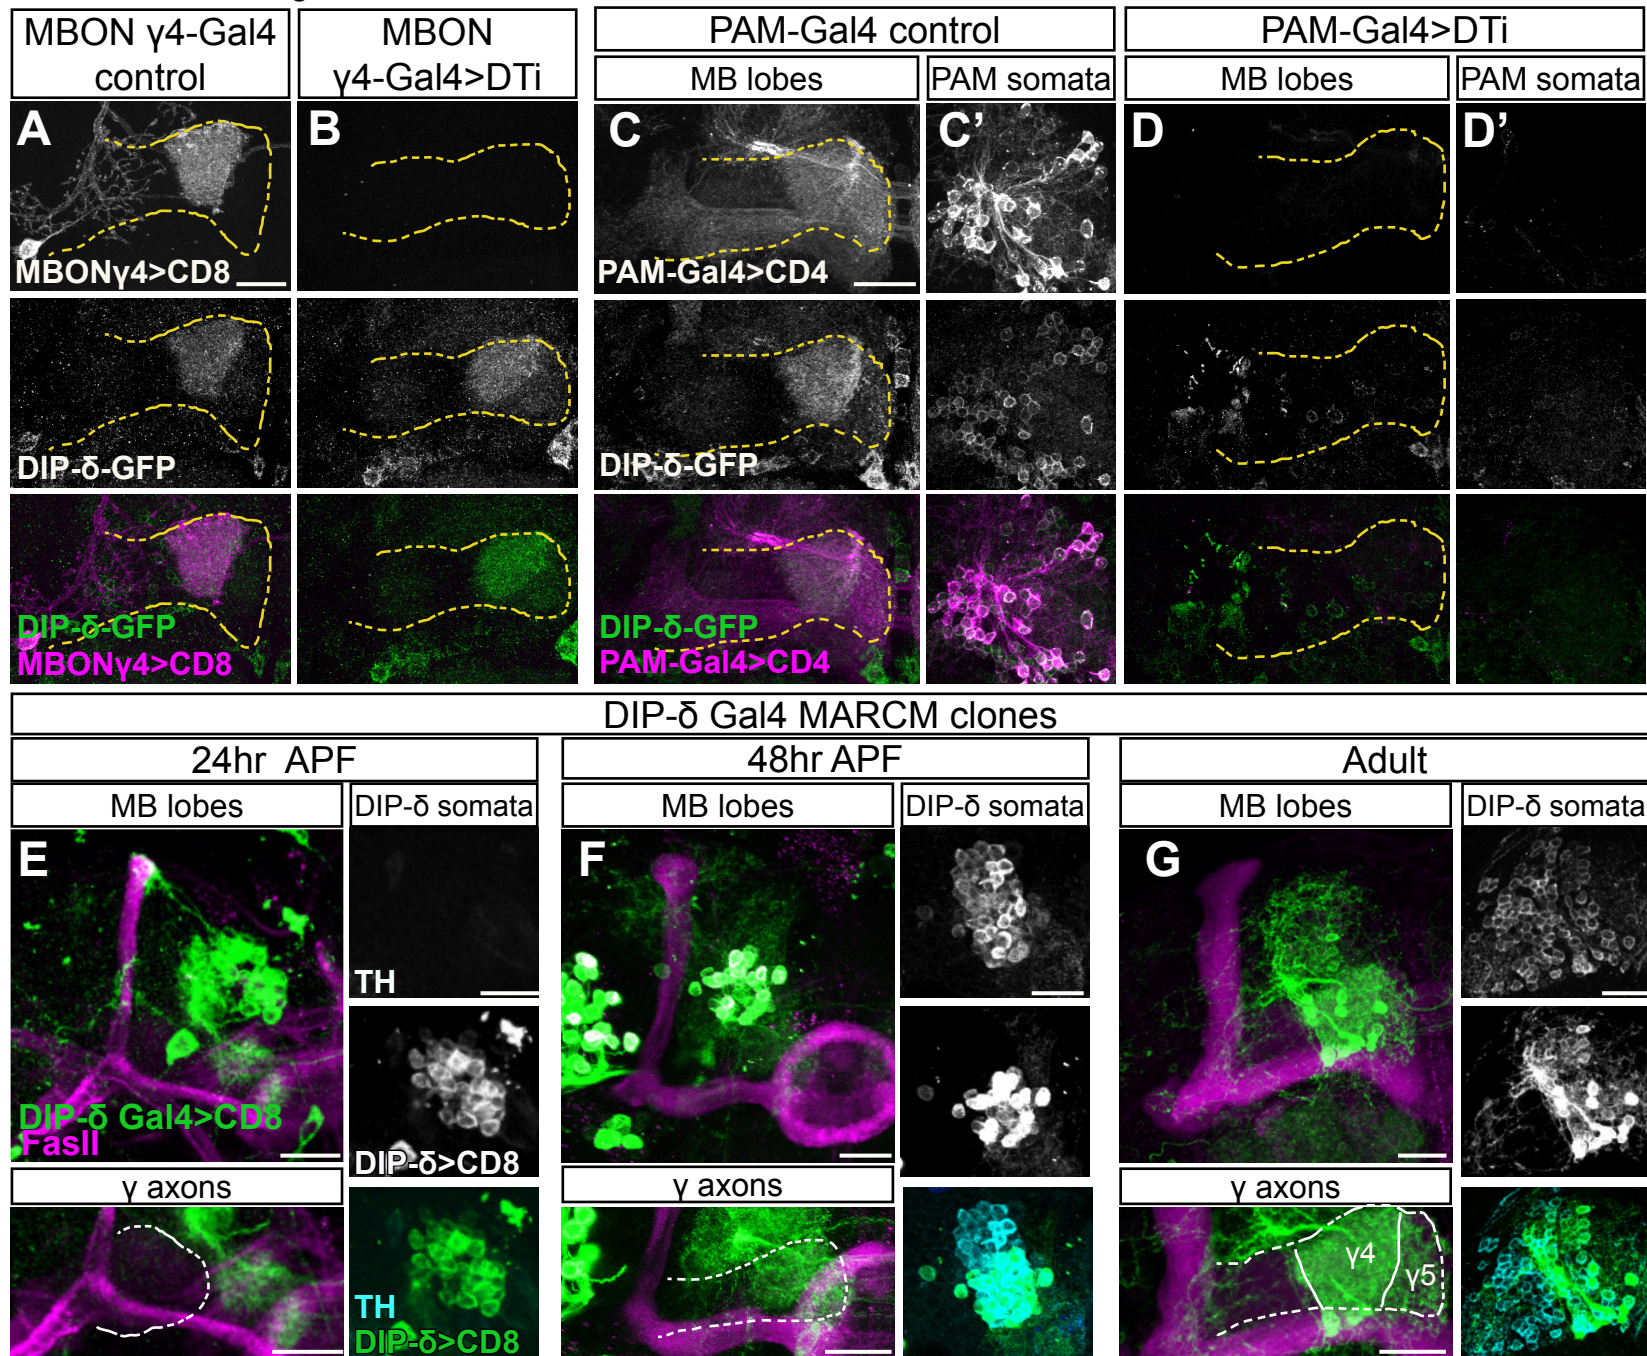 MBON γ4-Gal4
control
MBON
γ4-Gal4>DTi
PAM-Gal4 control
PAM-Gal4>DTi
MB lobes
PAM somata
MB lobes
PAM somata
A
B
C
C'
D
D'
MBONγ4>CD8
PAM-Gal4>CD4
DIP-δ-GFP
DIP-δ-GFP
DIP-δ-GFP
MBONγ4>CD8
DIP-δ-GFP
PAM-Gal4>CD4
DIP-δ Gal4 MARCM clones
24hr APF
48hr APF
Adult
MB lobes
DIP-δ somata
MB lobes
DIP-δ somata
MB lobes
DIP-δ somata
E
F
G
TH
DIP-δ Gal4>CD8
FasII
DIP-δ>CD8
γ axons
γ axons
γ axons
γ4
γ5
TH
DIP-δ>CD8